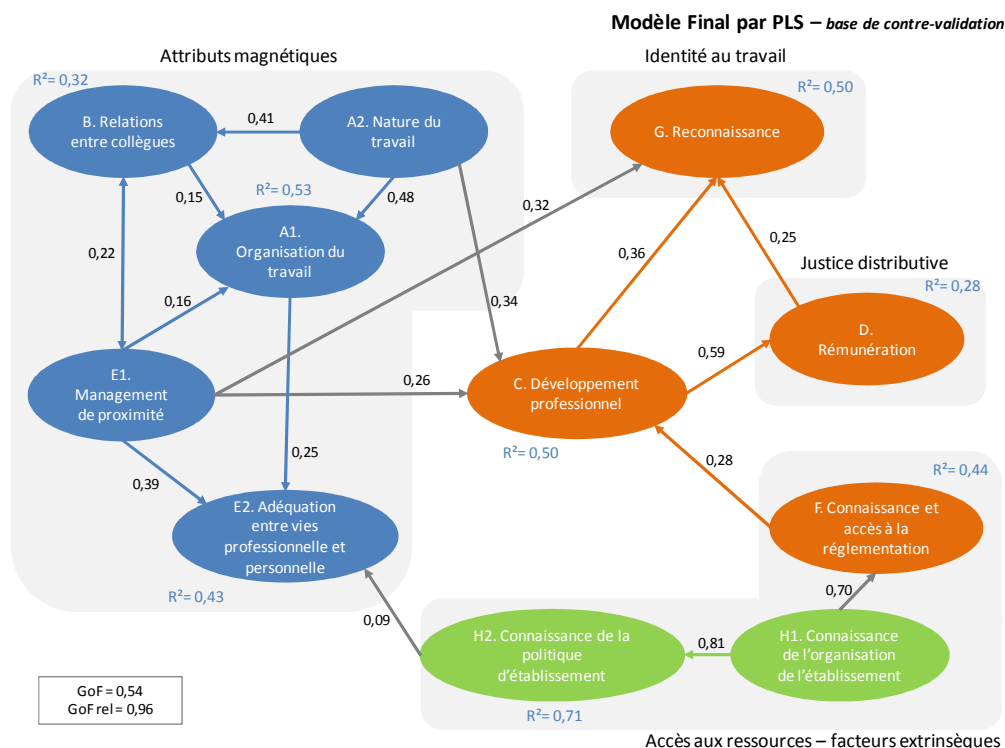 Modèle Final par PLS – base de contre-validation
Attributs magnétiques
Identité au travail
R²= 0,32
R²= 0,50
B. Relations
entre collègues
0,41
A2. Nature du
travail
G. Reconnaissance
0,15
R²= 0,53
0,48
0,32
A1.
Organisation du
travail
0,22
0,36
0,25
Justice distributive
R²= 0,28
0,16
0,34
D.
Rémunération
E1.
Management
de proximité
0,26
C. Développement
professionnel
0,59
R²= 0,50
0,25
0,39
0,28
R²= 0,44
E2. Adéquation
entre vies
professionnelle et
personnelle
F. Connaissance et
accès à la
réglementation
R²= 0,43
0,09
0,70
H2. Connaissance de la
politique
d’établissement
0,81
H1. Connaissance
de l’organisation
de l’établissement
R²= 0,71
GoF = 0,54
GoF rel = 0,96
Accès aux ressources – facteurs extrinsèques